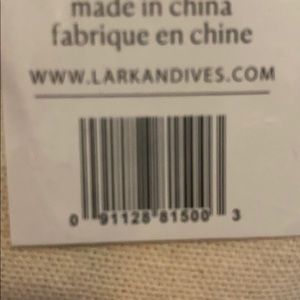 made in china
fabrique en chine
WWW.LARKANDIVES.COM
0 91128 81500 3